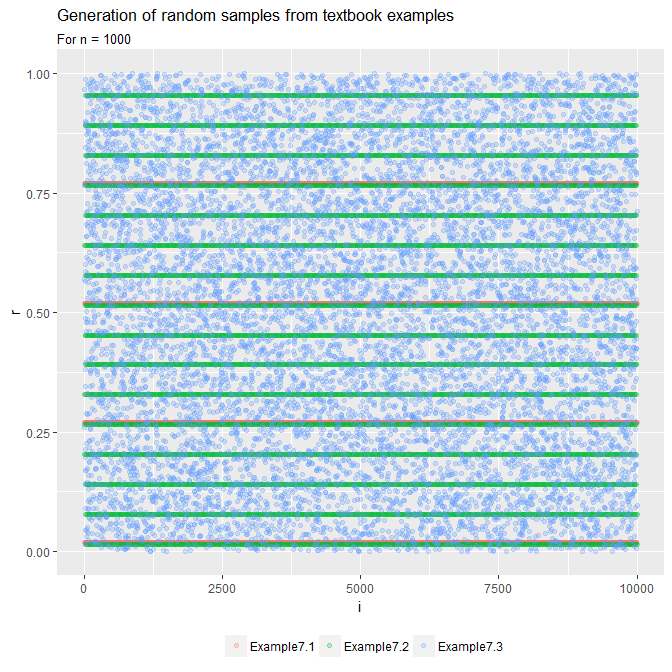 Generation of random samples from textbook examples
For n = 1000
1.00
0.75
0.50
0.25
0.00
r
0
2500
5000
7500
10000
i
Example7.1
Example7.2
Example7.3